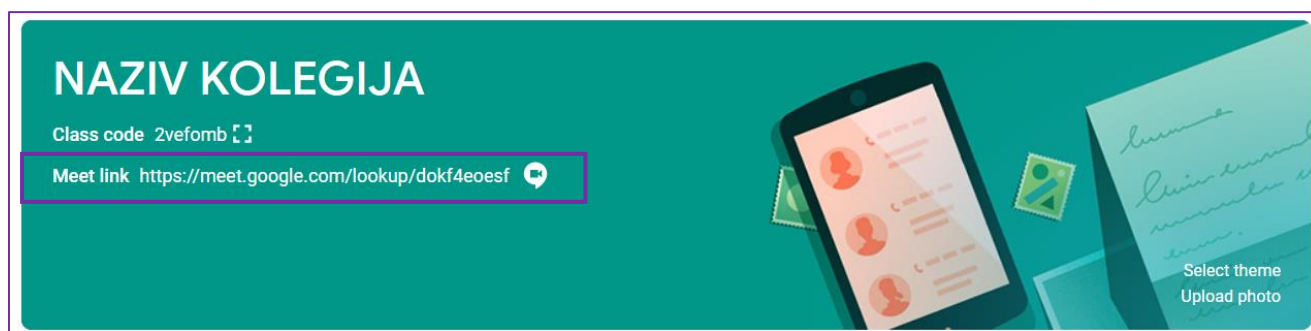 NAZIV KOLEGIJA
Class code 2vefomb
Meet link https://meet.google.com/lookup/dokf4eoesf
Select theme
Upload photo